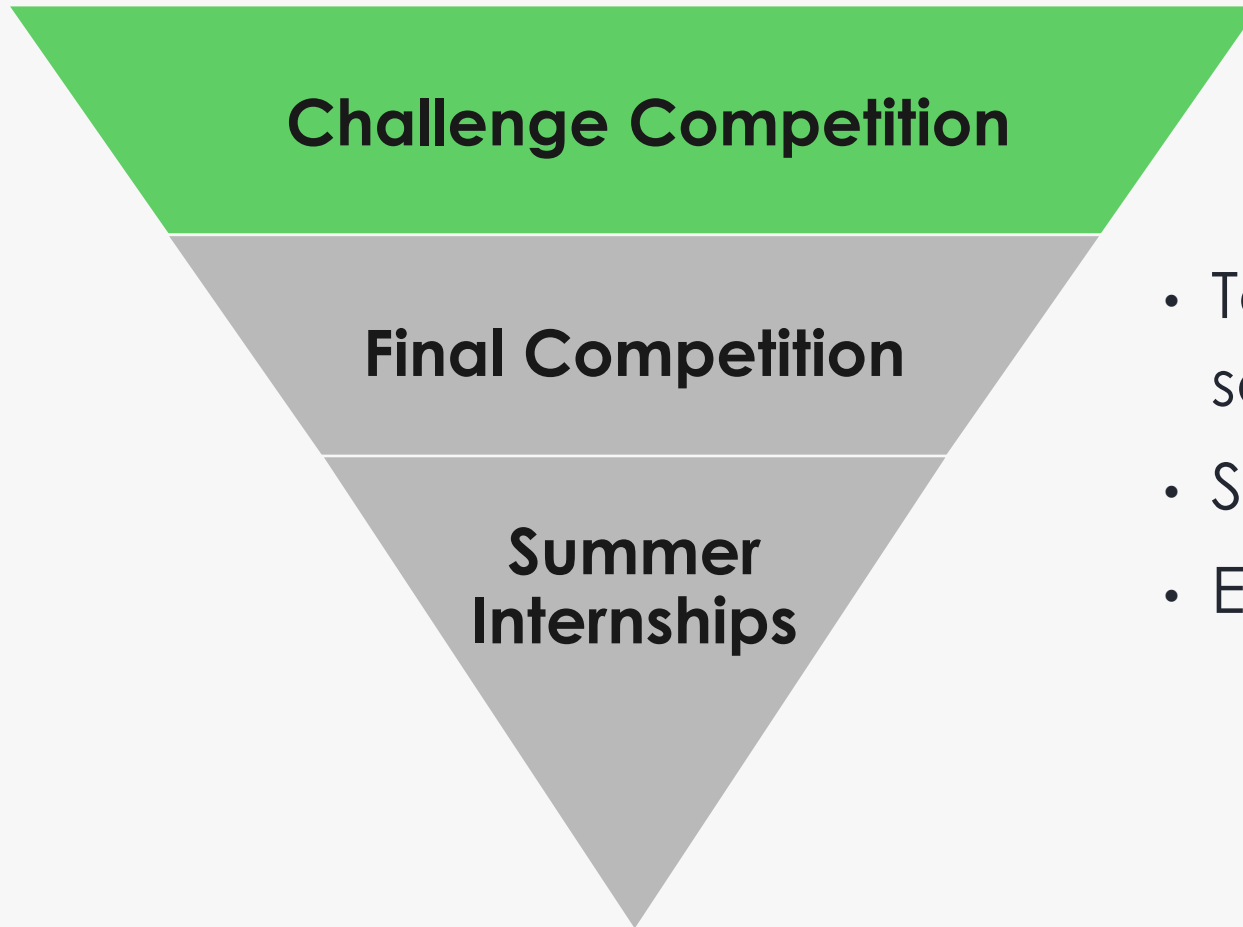 Challenge Competition
Final Competition
Summer
Internships